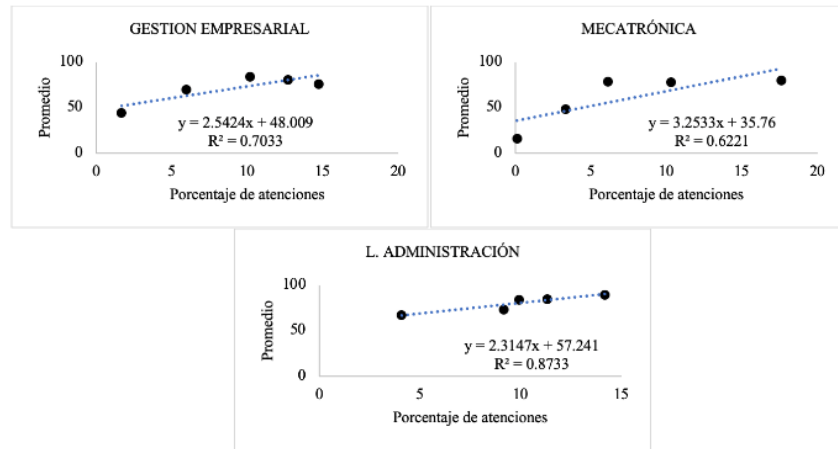 GESTION EMPRESARIAL
100
50
0
Promedio
y = 2.5424x + 48.009
R² = 0.7033
0 5 10 15 20
Porcentaje de atenciones
MECATRÓNICA
100
50
0
Promedio
y = 3.2533x + 35.76
R² = 0.6221
0 5 10 15 20
Porcentaje de atenciones
L. ADMINISTRACIÓN
100
50
0
Promedio
y = 2.3147x + 57.241
R² = 0.8733
0 5 10 15
Porcentaje de atenciones